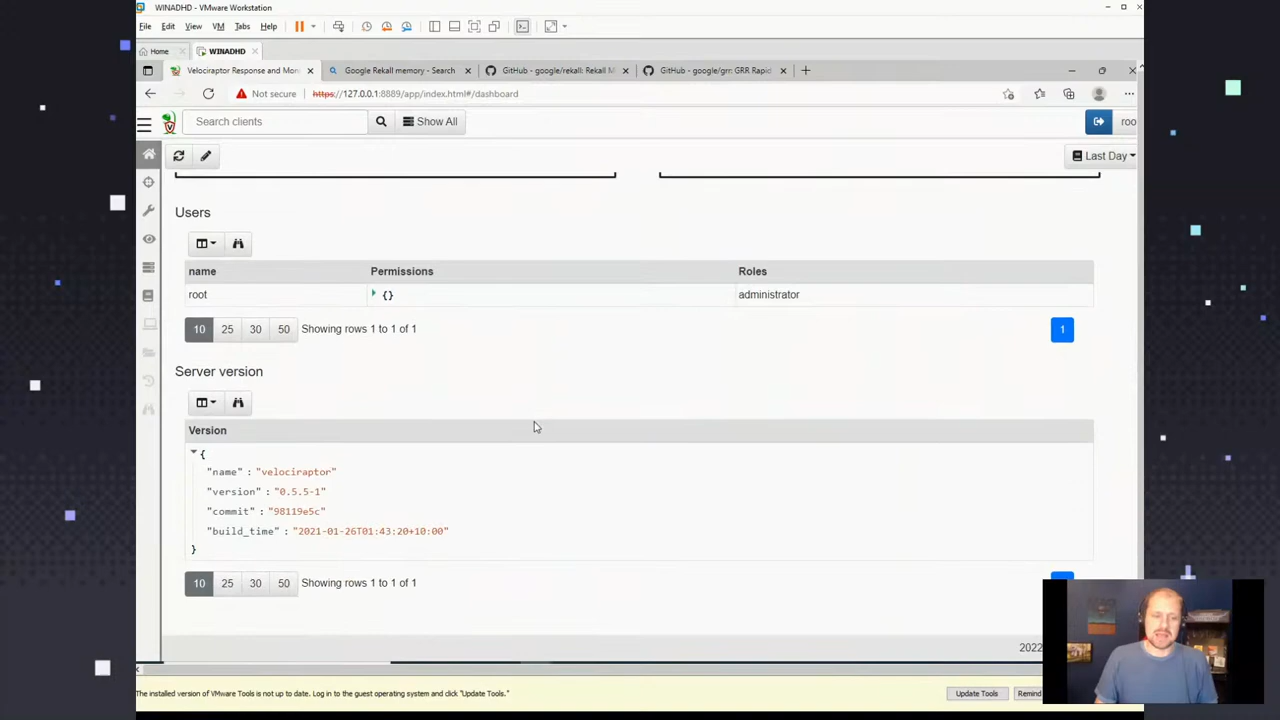 WINADHD - VMware Workstation
File Edit View VM Tabs Help
Home WINADHD
Velociraptor Response and Mon Google Rekall memory - Search GitHub - google/rekall: Rekall M GitHub - google/grr: GRR Rapid
Not secure https://127.0.0.1:8889/app/index.html#/dashboard
Search clients Show All roo
Last Day
Users
name Permissions Roles
root {} administrator
10 25 30 50 Showing rows 1 to 1 of 1 1
Server version
Version
{
"name" : "velociraptor"
"version" : "0.5.5-1"
"commit" : "98119e5c"
"build_time" : "2021-01-26T01:43:20+10:00"
}
10 25 30 50 Showing rows 1 to 1 of 1
2022
The installed version of VMware Tools is not up to date. Log in to the guest operating system and click "Update Tools."
Update Tools Remind